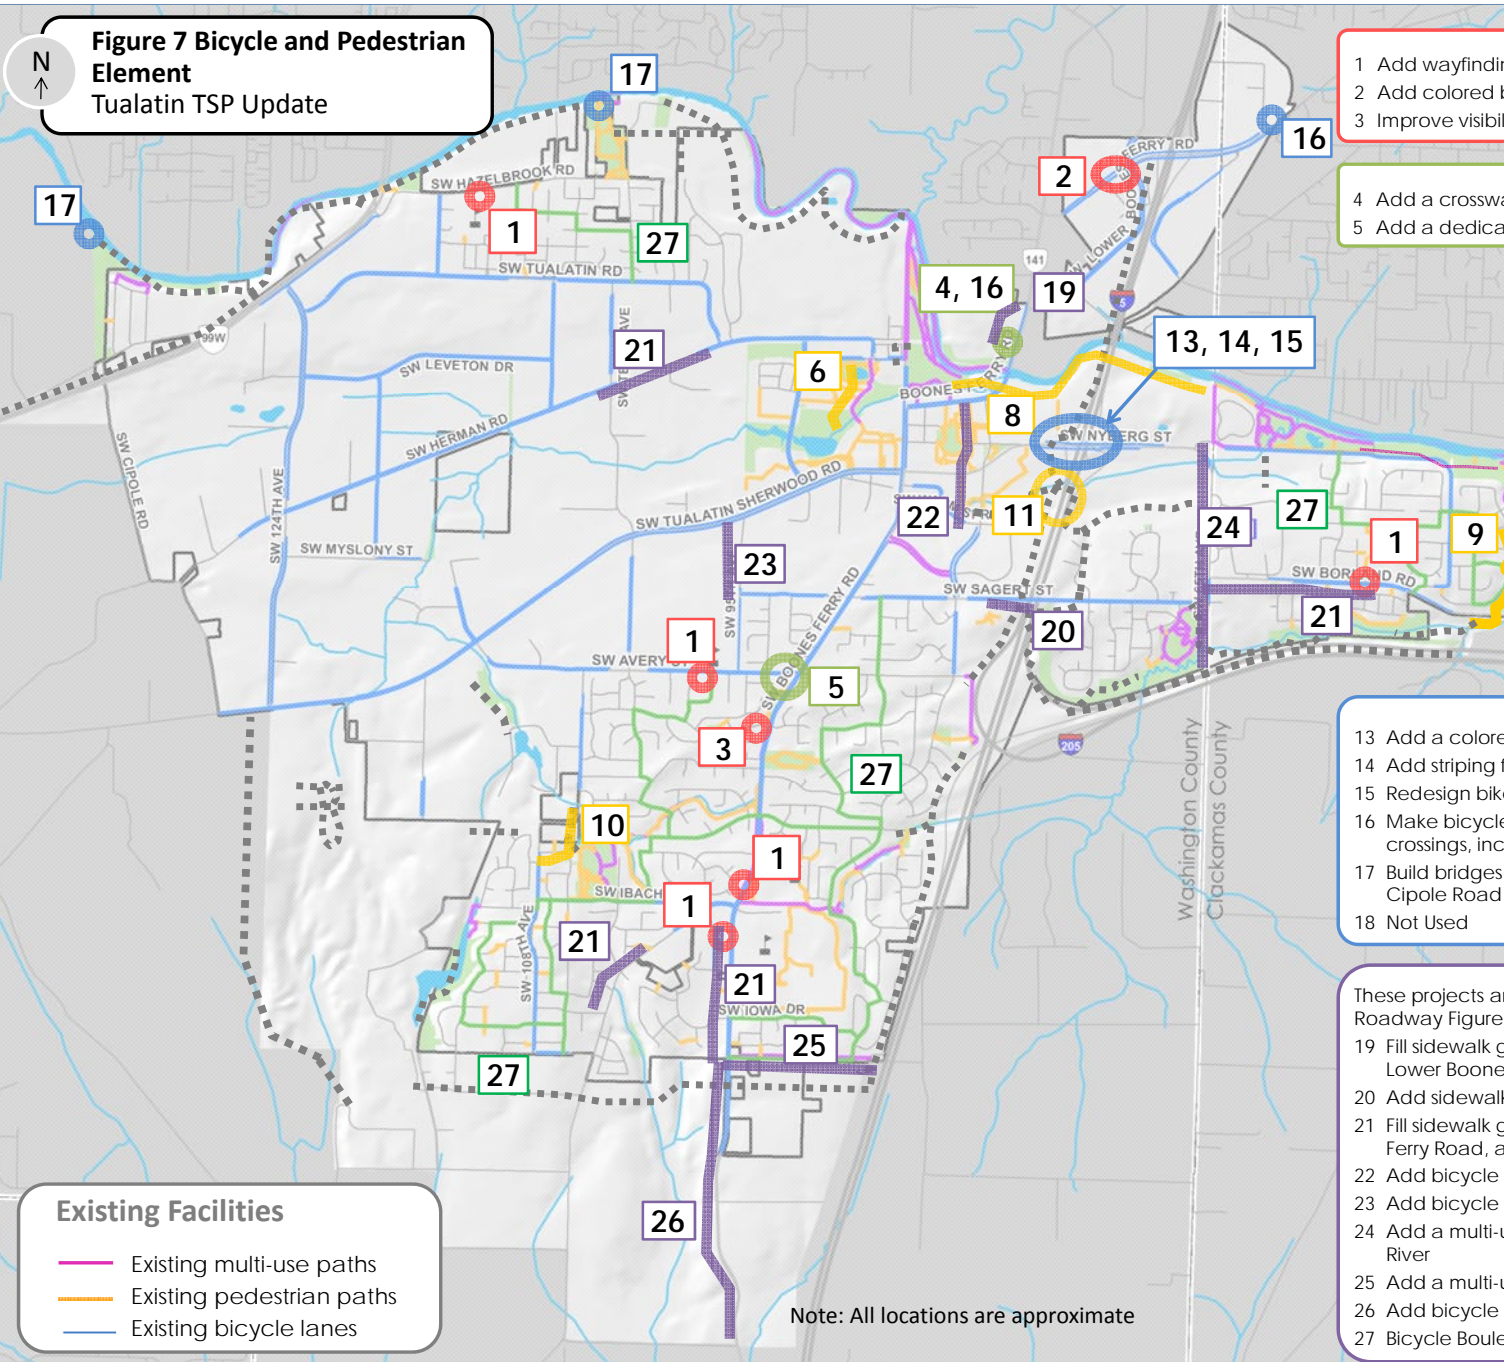 Figure 7 Bicycle and Pedestrian
Element
Tualatin TSP Update
N
17
17
16
2
1
27
4, 16
19
13, 14, 15
21
6
8
22
11
24
27
1
9
23
20
21
1
5
3
27
10
1
1
21
21
25
27
26
SW HAZELBROOK RD
SW TUALATIN RD
99W
SW LEVETON DR
SW HERMAN RD
SW CIPOLE RD
SW 124TH AVE
SW MYSLONY ST
SW TUALATIN SHERWOOD RD
141
5
SW NYBERG ST
SW SAGERT ST
SW BORLAND RD
SW AVERY
SW BOONES FERRY RD
SW 95
205
Washington County
Clackamas County
SW IBACH
SW 108TH AVE
SW IOWA DR
1 Add wayfindin
2 Add colored b
3 Improve visibil
4 Add a crosswa
5 Add a dedica
13 Add a colore
14 Add striping f
15 Redesign bike
16 Make bicycle
crossings, inc
17 Build bridges
Cipole Road
18 Not Used
These projects ar
Roadway Figure
19 Fill sidewalk g
Lower Boone
20 Add sidewalk
21 Fill sidewalk g
Ferry Road, a
22 Add bicycle
23 Add bicycle
24 Add a multi-u
River
25 Add a multi-u
26 Add bicycle
27 Bicycle Boule
Existing Facilities
Existing multi-use paths
Existing pedestrian paths
Existing bicycle lanes
Note: All locations are approximate